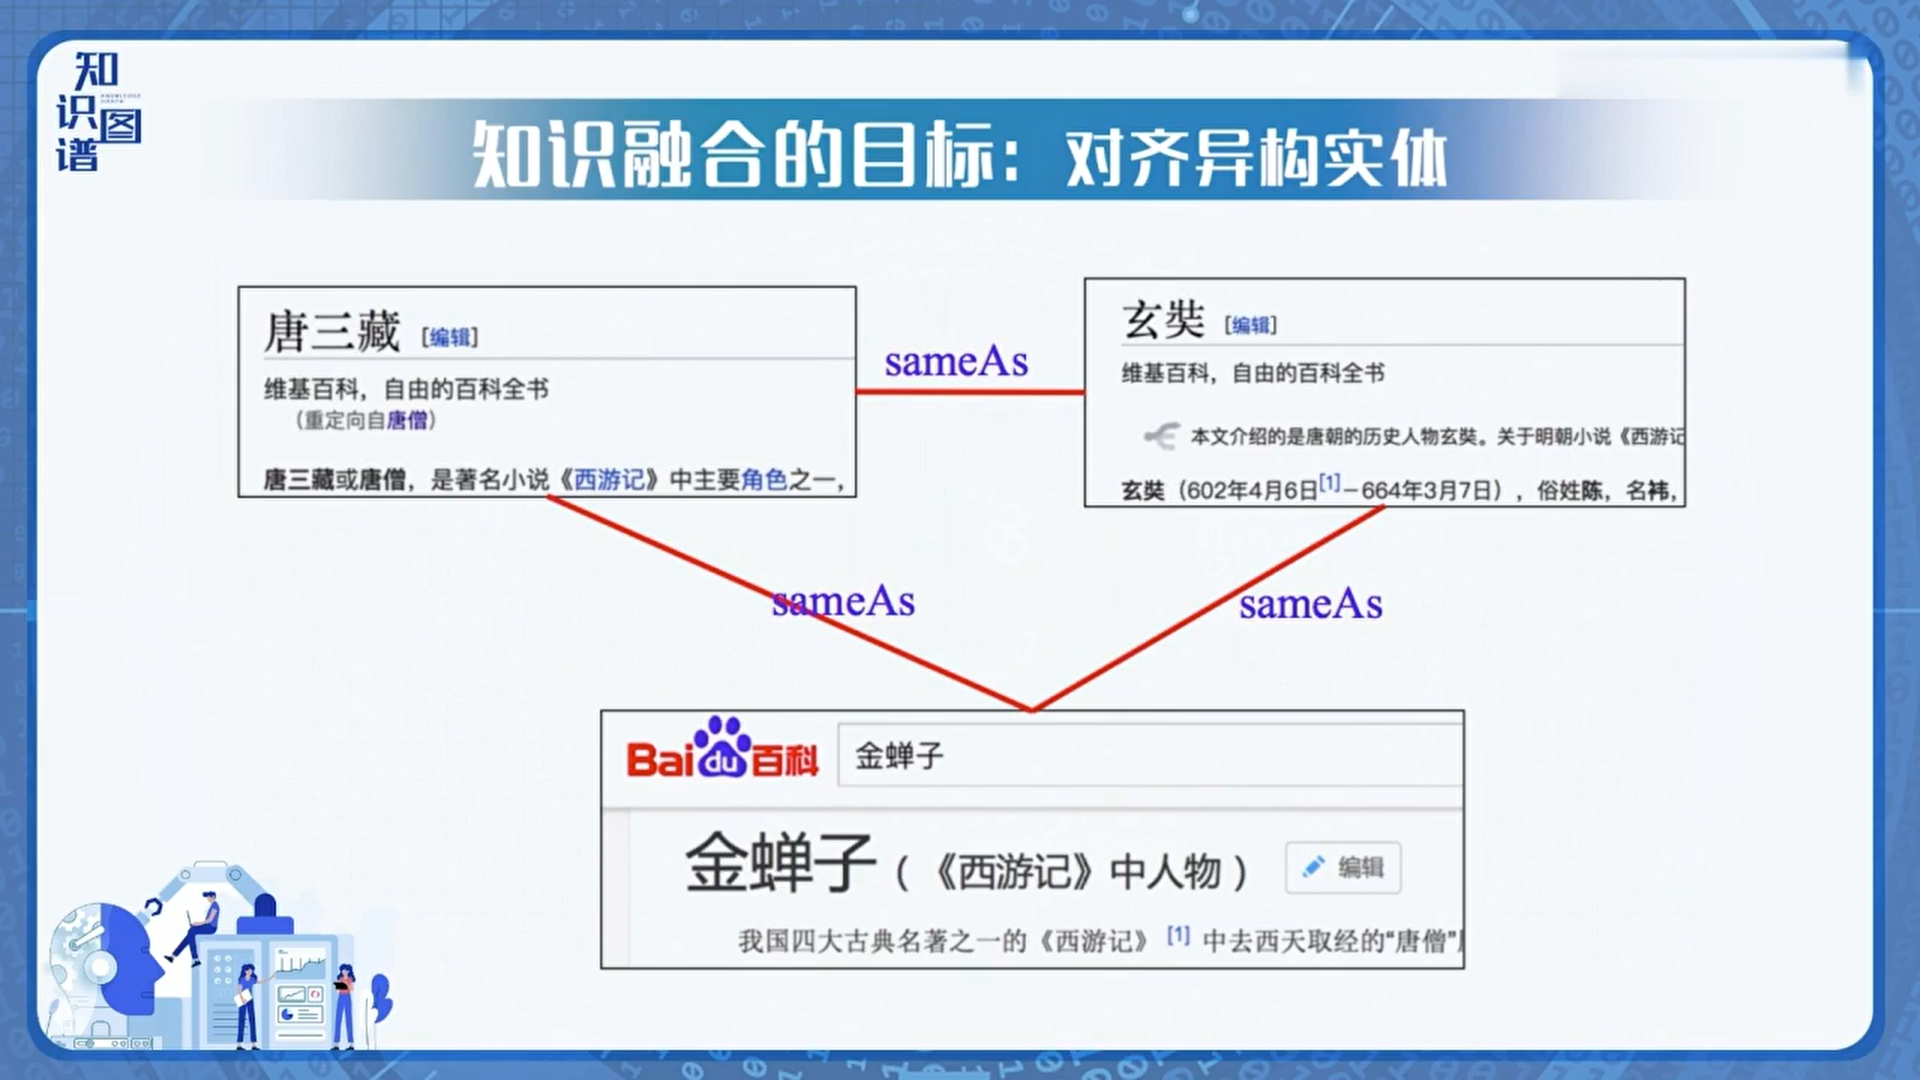 知识图谱
KNOWLEDGE GRAPH
知识融合的目标：对齐异构实体
唐三藏 [编辑]
维基百科，自由的百科全书
（重定向自唐僧）
唐三藏或唐僧，是著名小说《西游记》中主要角色之一，
sameAs
玄奘 [编辑]
维基百科，自由的百科全书
本文介绍的是唐朝的历史人物玄奘。关于明朝小说《西游记
玄奘（602年4月6日[1]－664年3月7日），俗姓陈，名袆，
sameAs
sameAs
Baidu百科 金蝉子
金蝉子（《西游记》中人物） 编辑
我国四大古典名著之一的《西游记》[1] 中去西天取经的“唐僧”